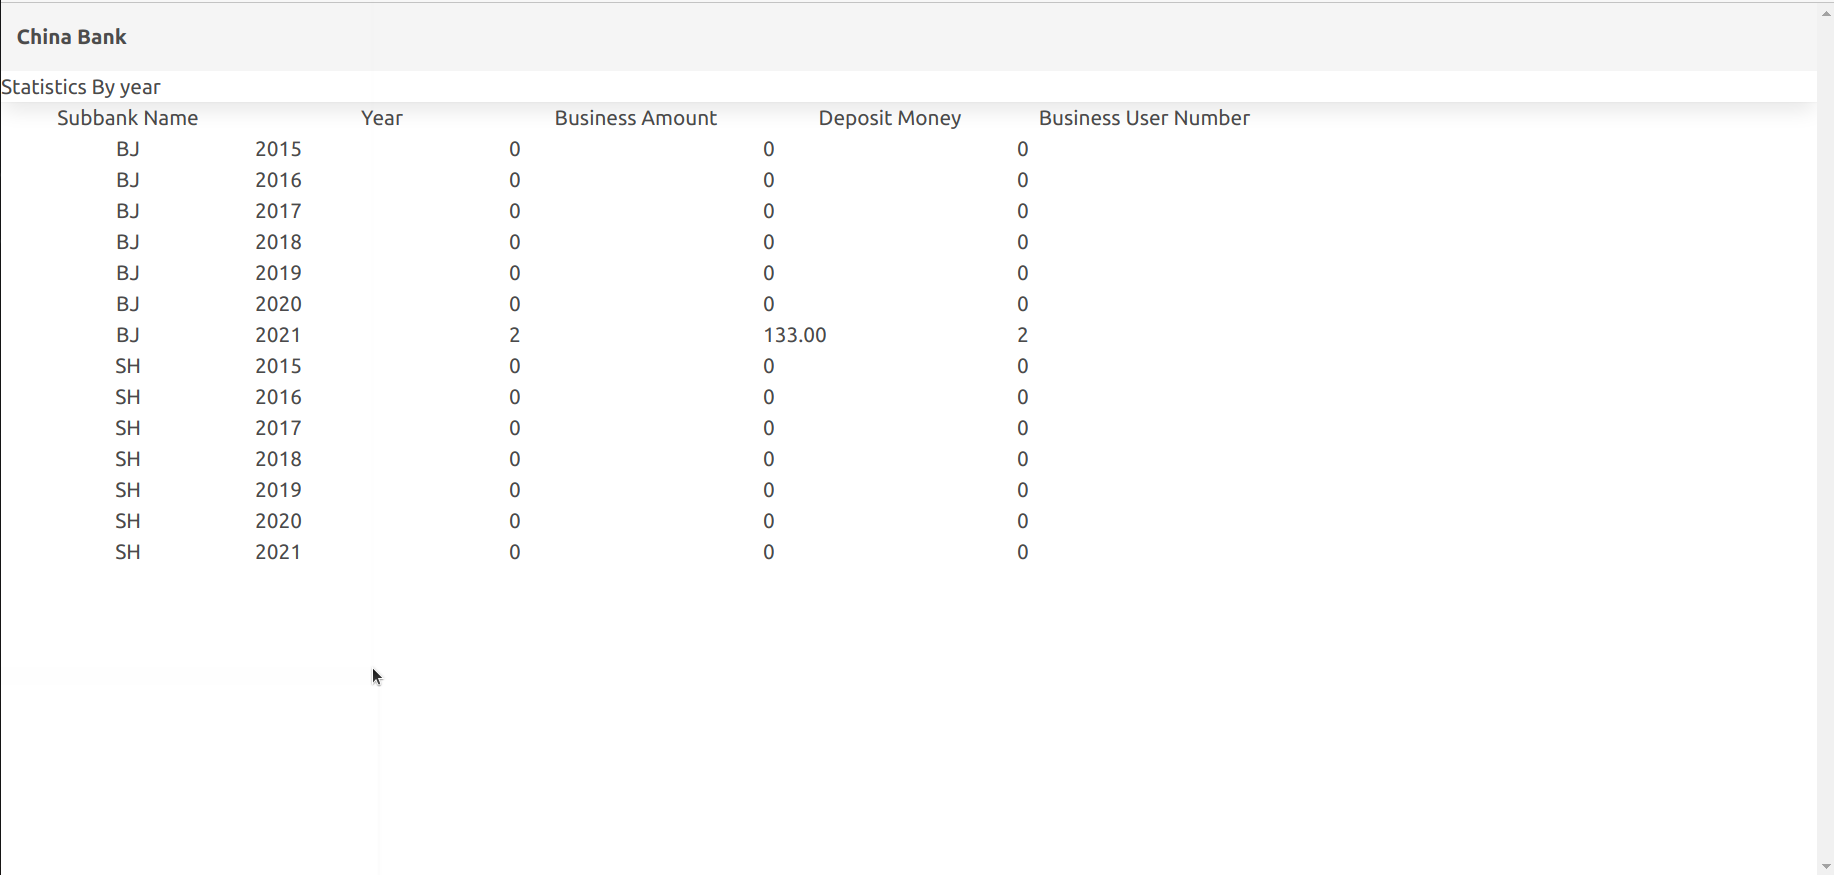 China Bank
Statistics By year
Subbank Name Year Business Amount Deposit Money Business User Number
BJ 2015 0 0 0
BJ 2016 0 0 0
BJ 2017 0 0 0
BJ 2018 0 0 0
BJ 2019 0 0 0
BJ 2020 0 0 0
BJ 2021 2 133.00 2
SH 2015 0 0 0
SH 2016 0 0 0
SH 2017 0 0 0
SH 2018 0 0 0
SH 2019 0 0 0
SH 2020 0 0 0
SH 2021 0 0 0